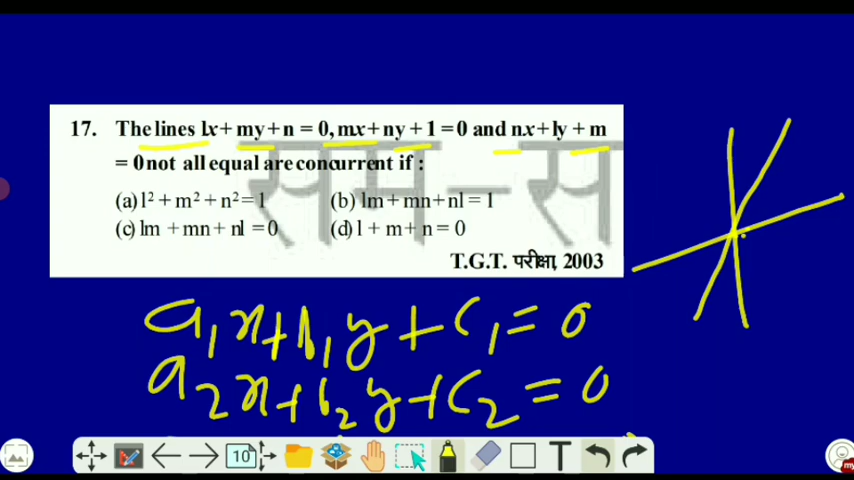 17. The lines lx + my + n = 0, mx + ny + 1 = 0 and nx + ly + m
= 0 not all equal are concurrent if :
(a) l² + m² + n² = 1 (b) lm + mn + nl = 1
(c) lm + mn + nl = 0 (d) l + m + n = 0
T.G.T. परीक्षा, 2003
सम-स
a₁x + b₁y + c₁ = 0
a₂x + b₂y + c₂ = 0
10
T
my